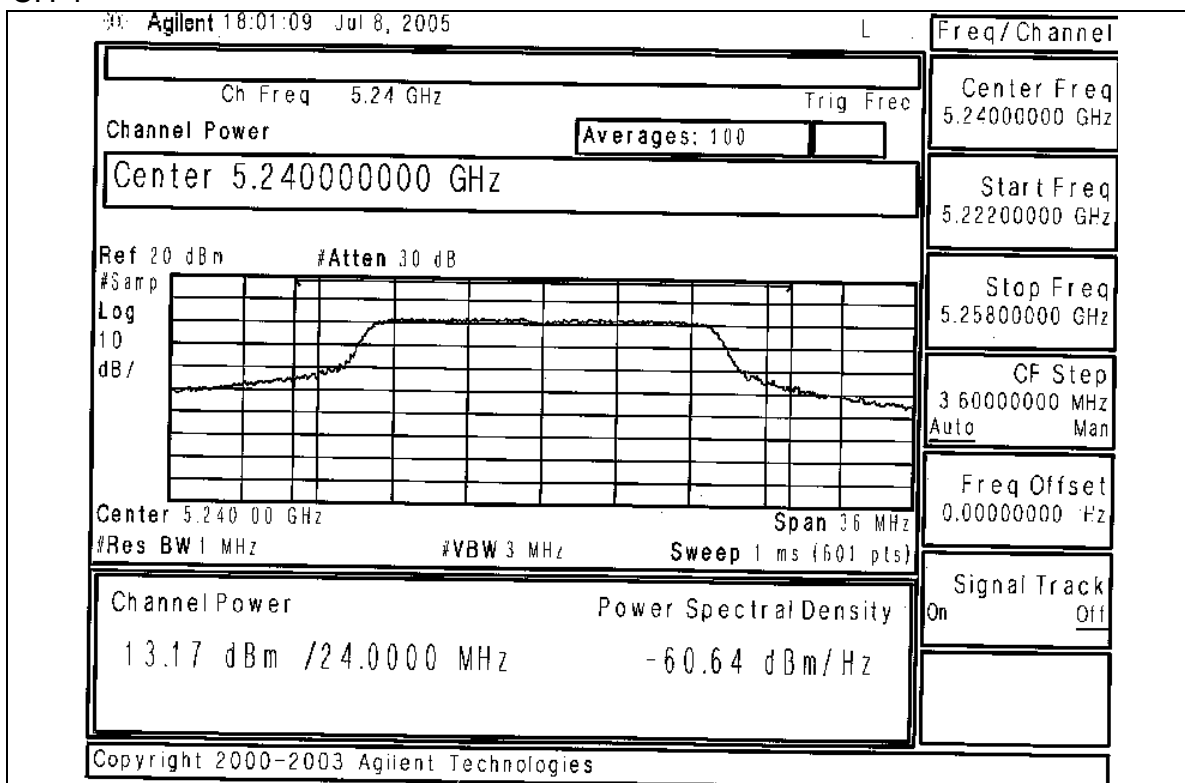 Agilent 18:01:09 Jul 8, 2005 L
Freq/Channel
Ch Freq 5.24 GHz Trig Free
Channel Power Averages: 100
Center 5.240000000 GHz
Ref 20 dBm #Atten 30 dB
#Samp
Log
10
dB/
Center 5.240 00 GHz Span 36 MHz
#Res BW 1 MHz #VBW 3 MHz Sweep 1 ms (601 pts)
Channel Power Power Spectral Density
13.17 dBm /24.0000 MHz -60.64 dBm/Hz
Copyright 2000-2003 Agilent Technologies
Center Freq
5.24000000 GHz
Start Freq
5.22200000 GHz
Stop Freq
5.25800000 GHz
CF Step
3.60000000 MHz
Auto Man
Freq Offset
0.00000000 Hz
Signal Track
On Off